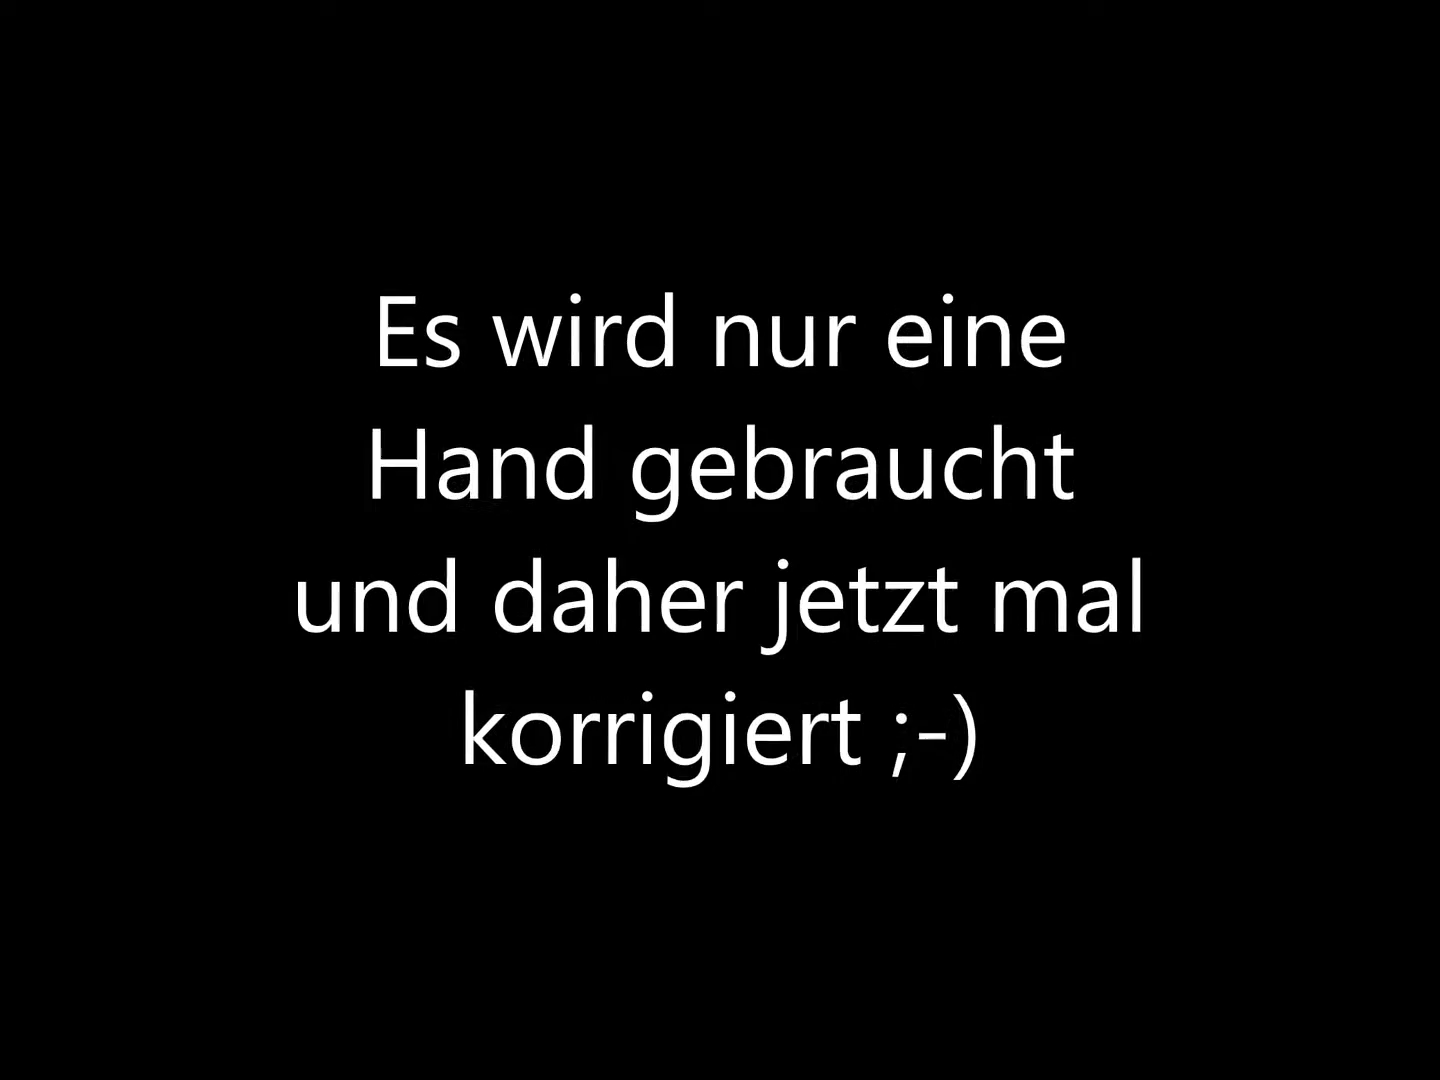 Es wird nur eine
Hand gebraucht
und daher jetzt mal
korrigiert ;-)